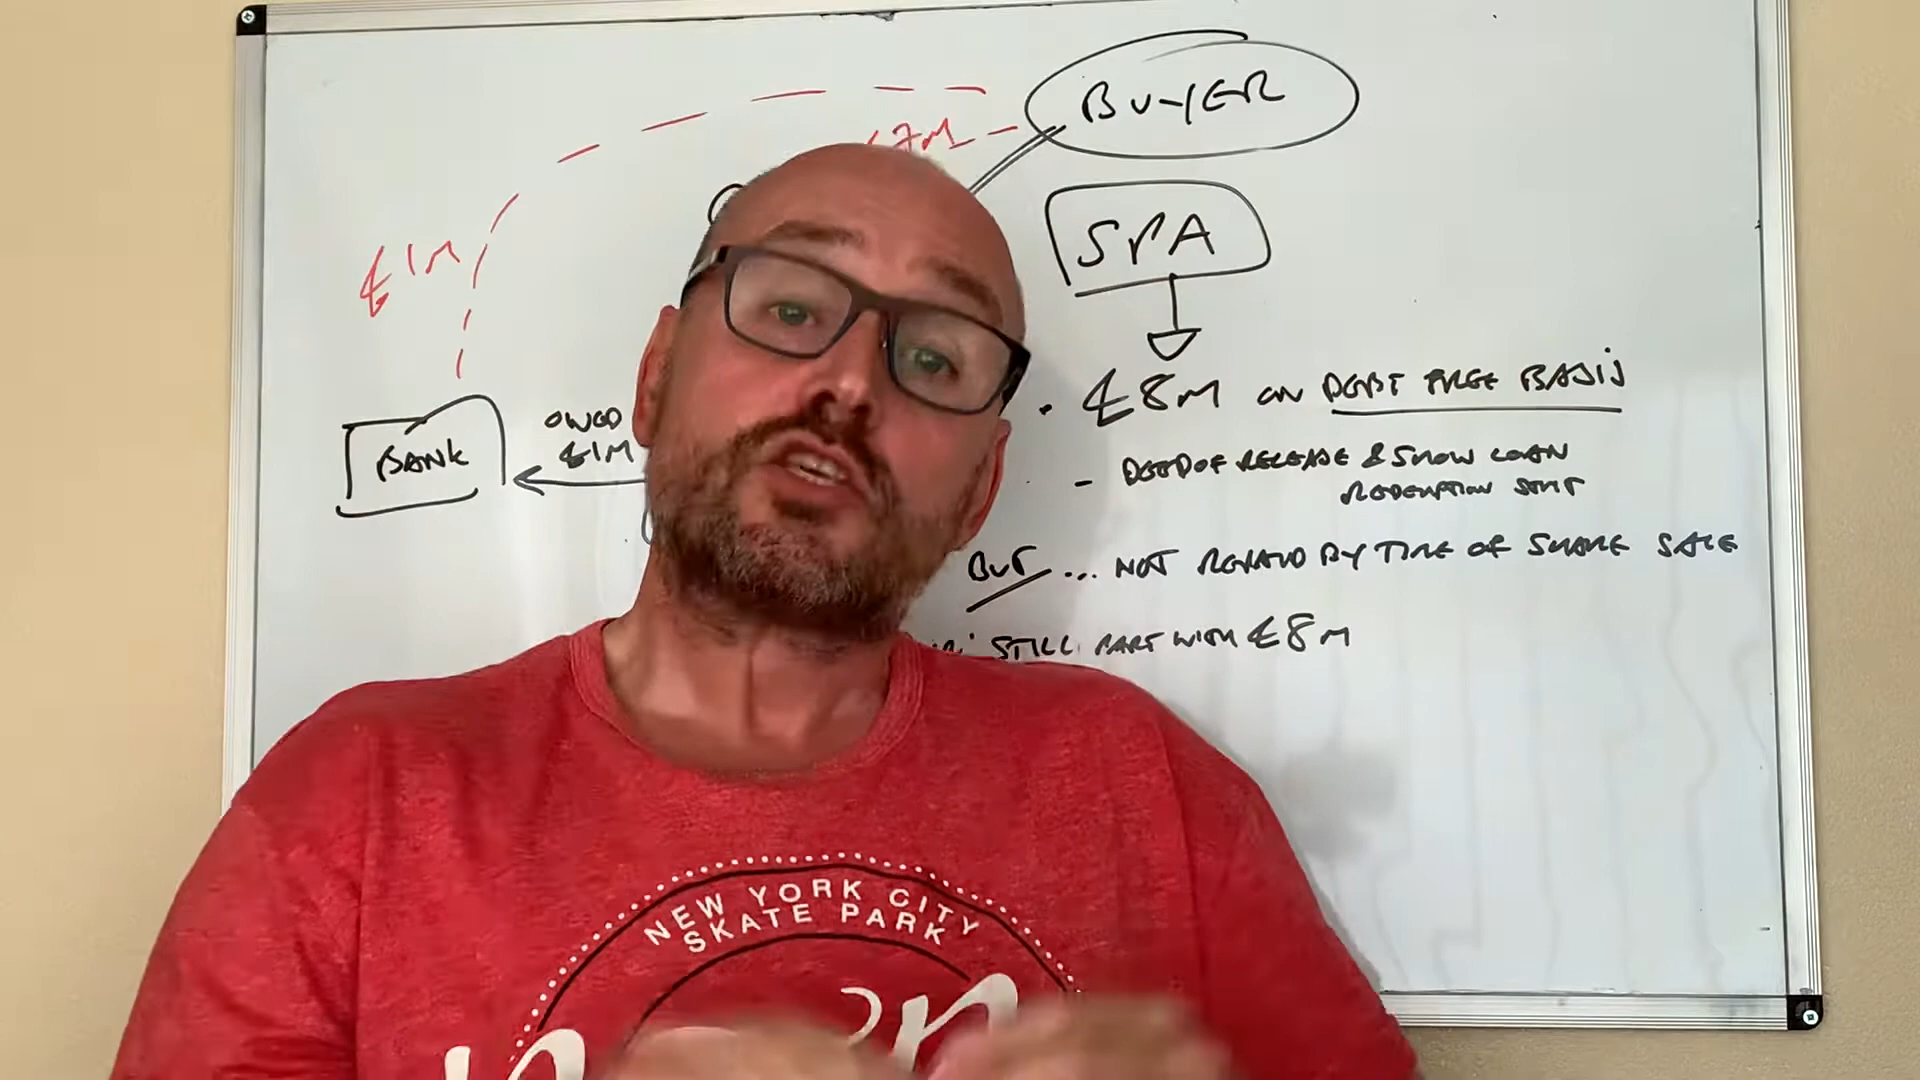 BUYER
£7M
SPA
£1M
• £8M ON DEBT FREE BASIS
BANK
OWED
£1M
- DEED OF RELEASE & SHOW LOAN
REDEMPTION STMT
BUT ... NOT REPAID BY TIME OF SHARE SALE
STILL PART WITH £8M
NEW YORK CITY
SKATE PARK